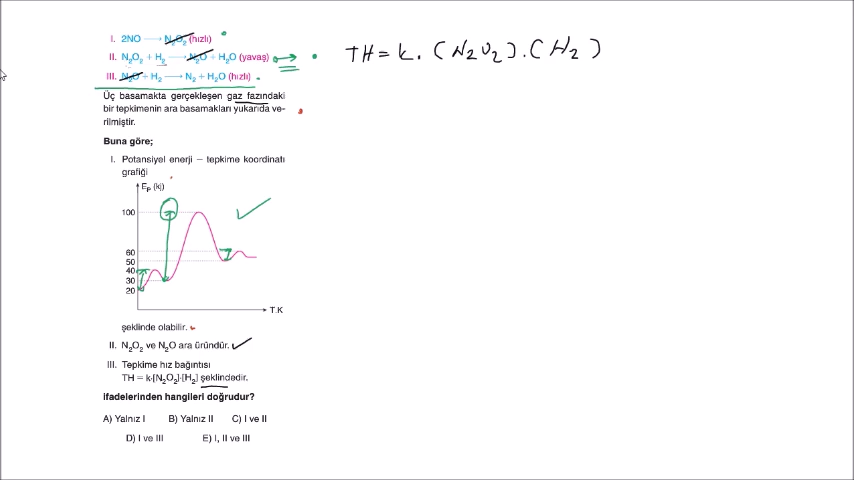 I. 2NO → N₂O₂ (hızlı)
II. N₂O₂ + H₂ → N₂O + H₂O (yavaş)
III. N₂O + H₂ → N₂ + H₂O (hızlı)
TH = k. (N₂O₂).(H₂)
Üç basamakta gerçekleşen gaz fazındaki
bir tepkimenin ara basamakları yukarıda ve-
rilmiştir.
Buna göre;
I. Potansiyel enerji – tepkime koordinatı
grafiği
Eₚ (kj)
100
60
50
40
30
20
T.K
şeklinde olabilir.
II. N₂O₂ ve N₂O ara üründür.
III. Tepkime hız bağıntısı
TH = k·[N₂O₂]·[H₂] şeklindedir.
ifadelerinden hangileri doğrudur?
A) Yalnız I B) Yalnız II C) I ve II
D) I ve III E) I, II ve III